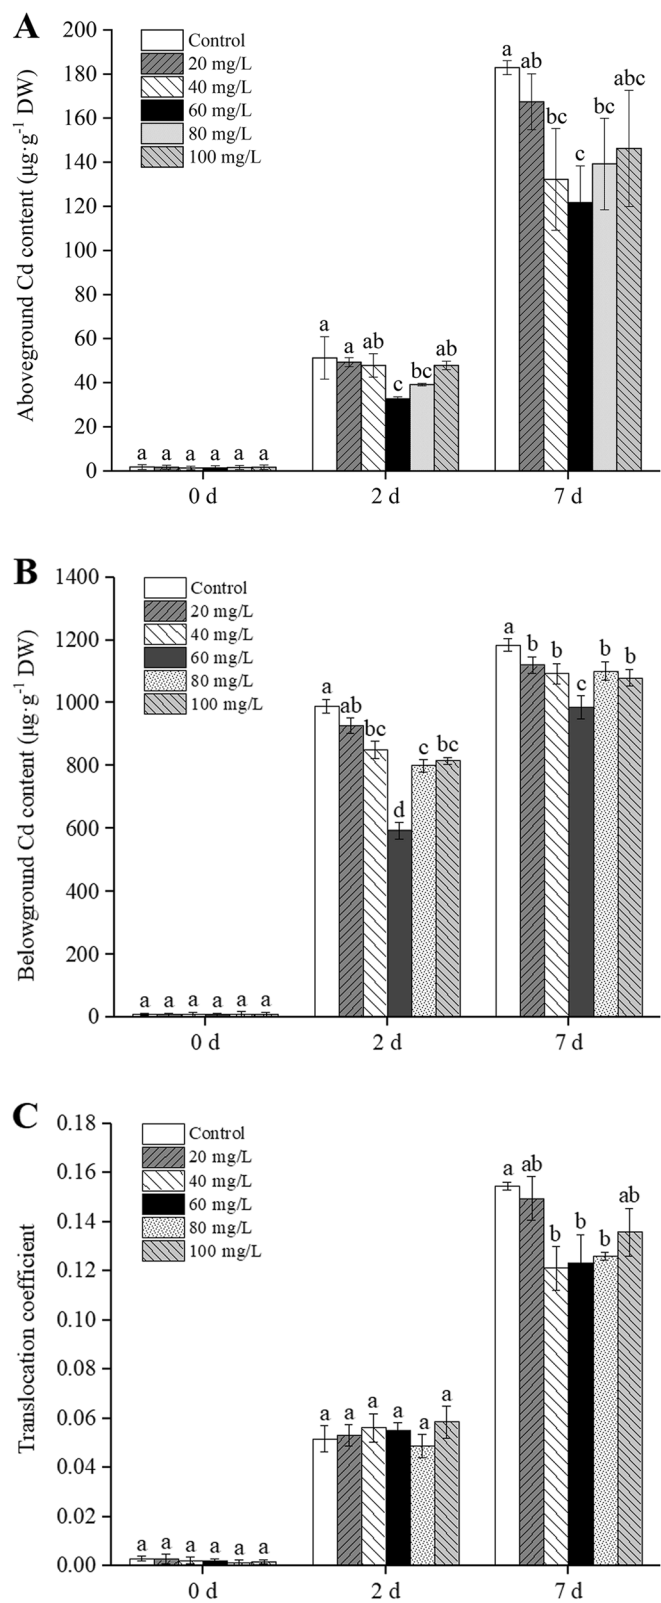 A
Aboveground Cd content (μg·g⁻¹ DW)
200
180
160
140
120
100
80
60
40
20
0
Control
20 mg/L
40 mg/L
60 mg/L
80 mg/L
100 mg/L
a a a a a a
a a ab c bc ab
a ab bc c bc abc
0 d 2 d 7 d
B
Belowground Cd content (μg·g⁻¹ DW)
1400
1200
1000
800
600
400
200
0
Control
20 mg/L
40 mg/L
60 mg/L
80 mg/L
100 mg/L
a a a a a a
a ab bc d c bc
a b b c b b
0 d 2 d 7 d
C
Translocation coefficient
0.18
0.16
0.14
0.12
0.10
0.08
0.06
0.04
0.02
0.00
Control
20 mg/L
40 mg/L
60 mg/L
80 mg/L
100 mg/L
a a a a a a
a a a a a a
a ab b b b ab
0 d 2 d 7 d